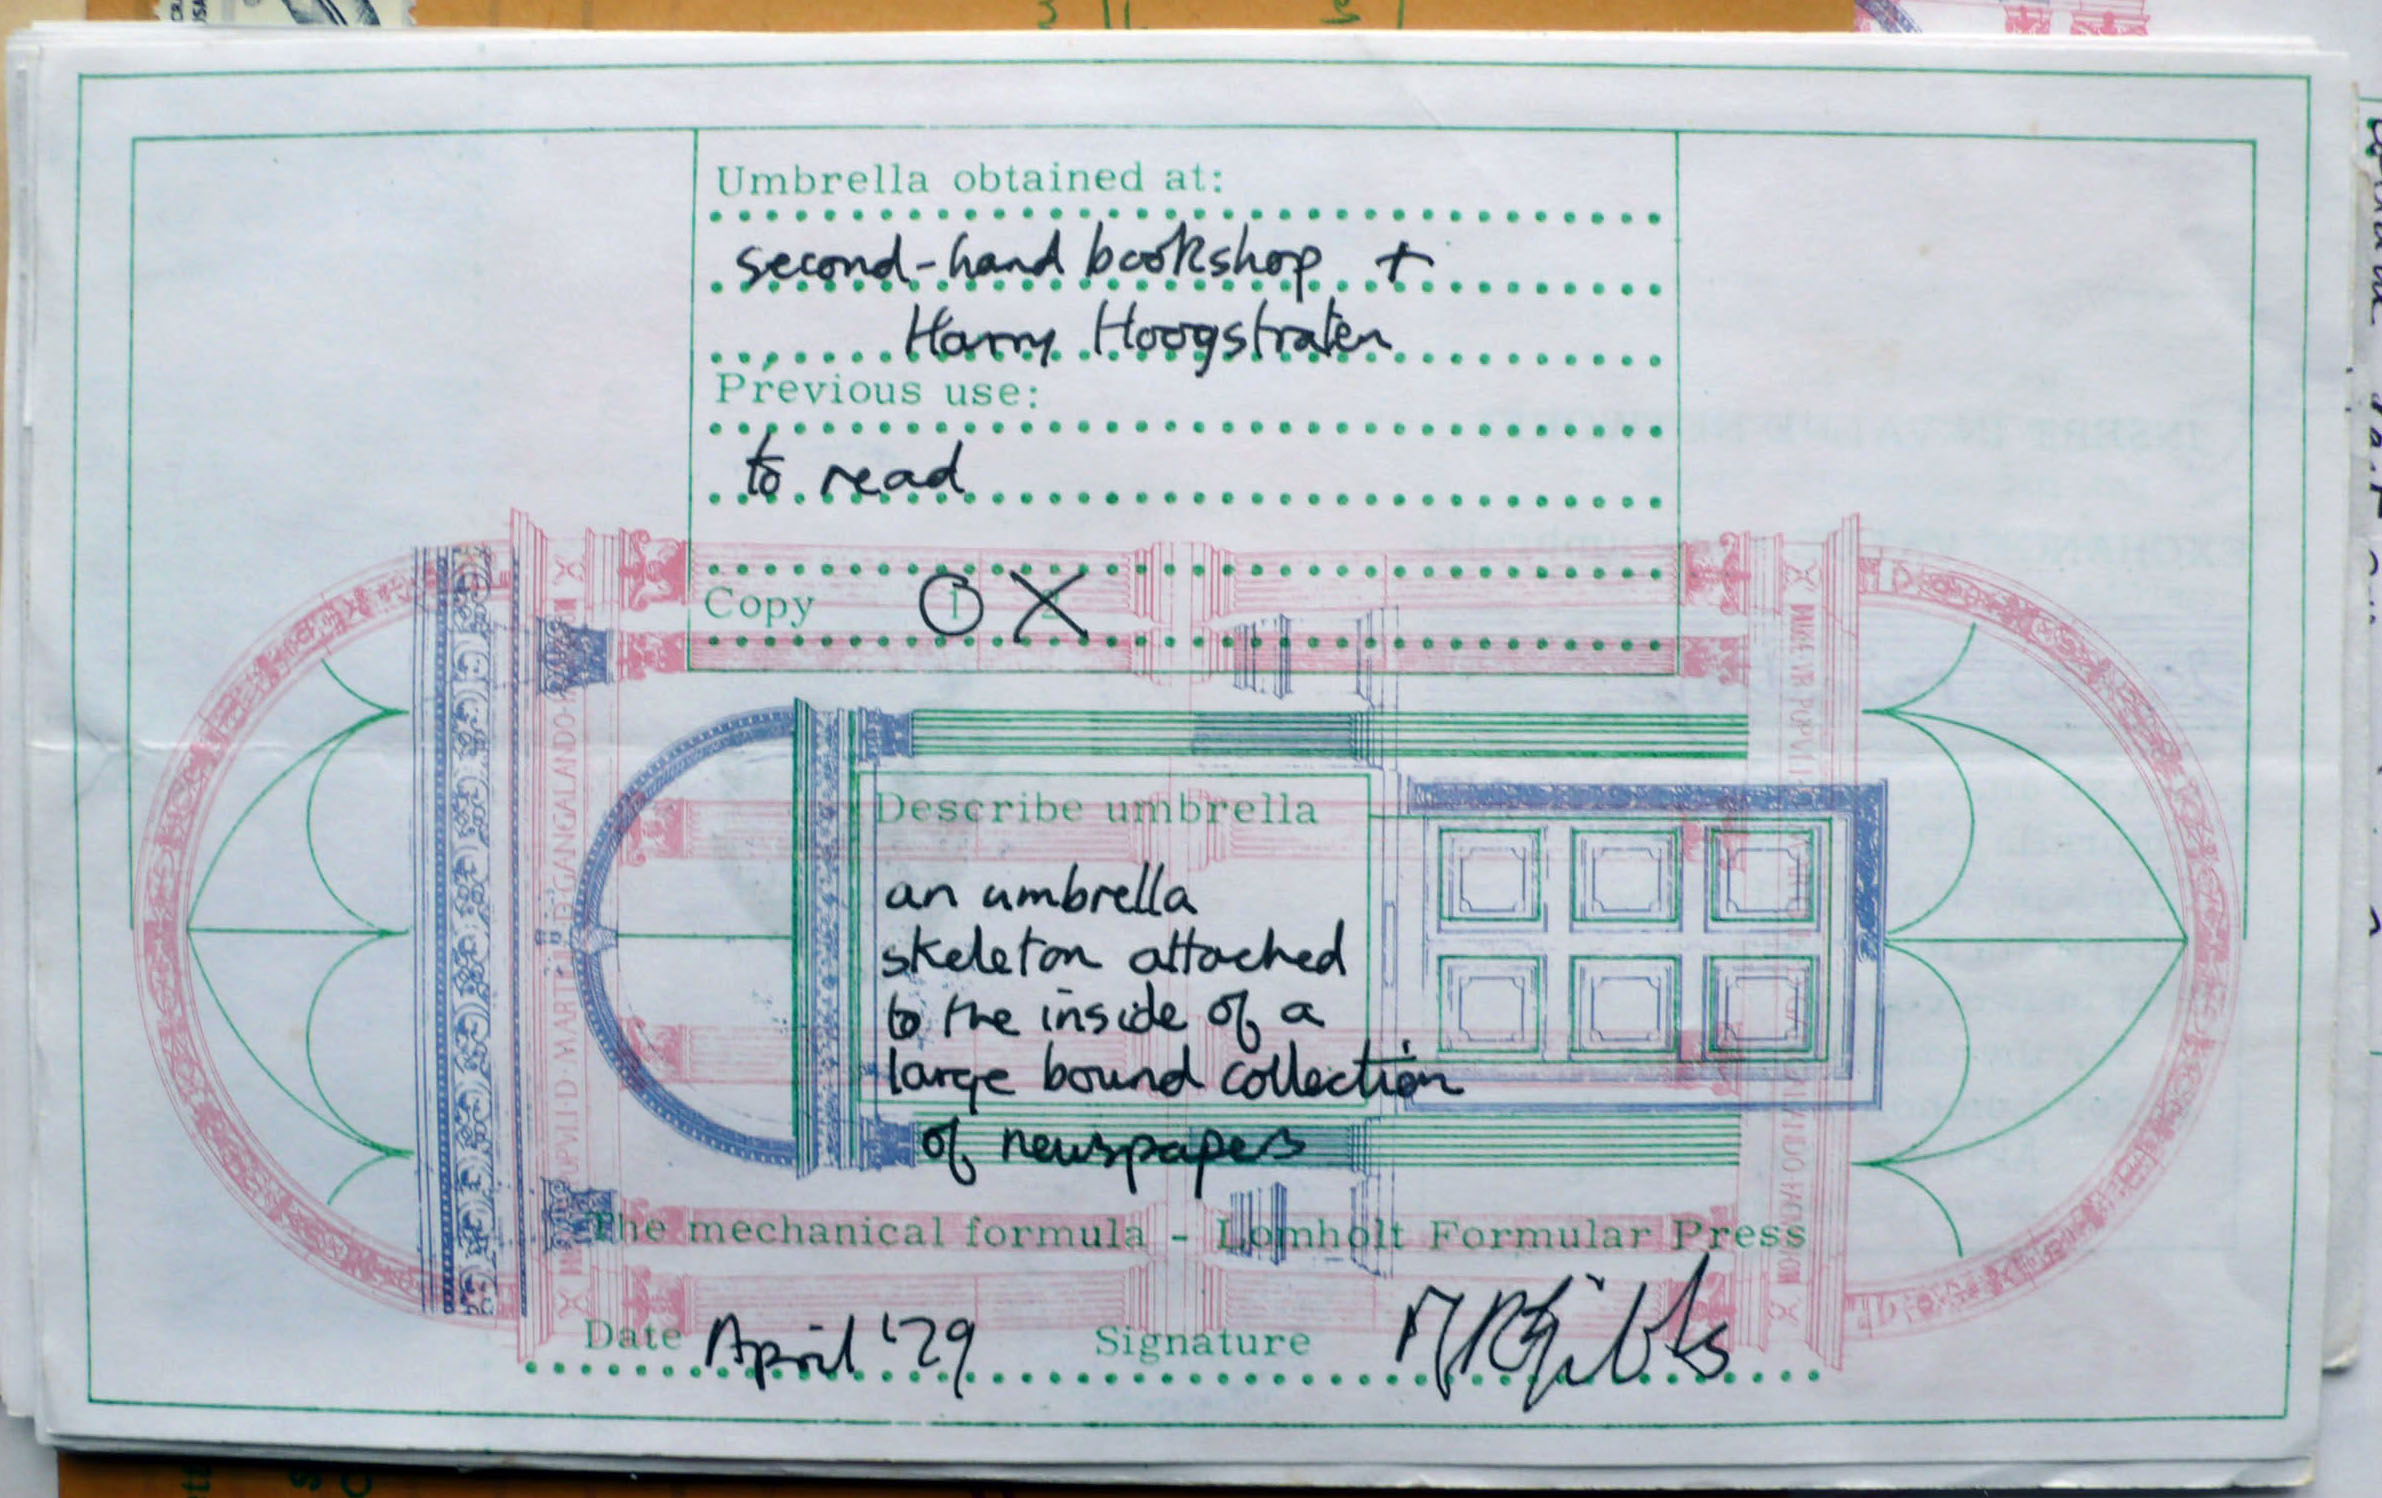 Umbrella obtained at:
second-hand bookshop +
Harry Hoogstraten
Previous use:
to read
Copy 1
Describe umbrella
an umbrella
skeleton attached
to the inside of a
large bound collection
of newspapers
The mechanical formula - Lomholt Formular Press
Date April '79 Signature